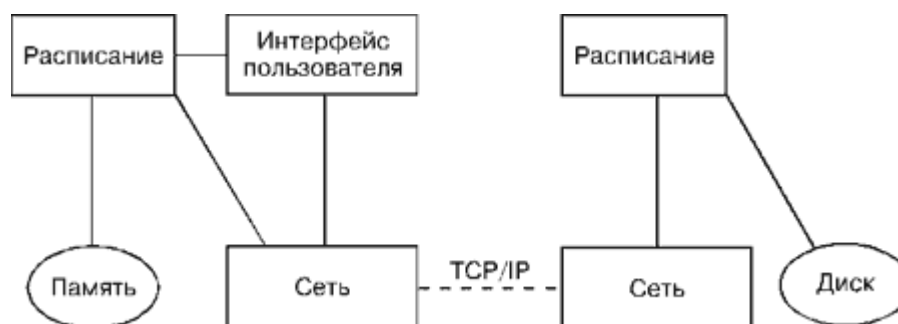 Расписание
Интерфейс
пользователя
Расписание
Память
Сеть
TCP/IP
Сеть
Диск